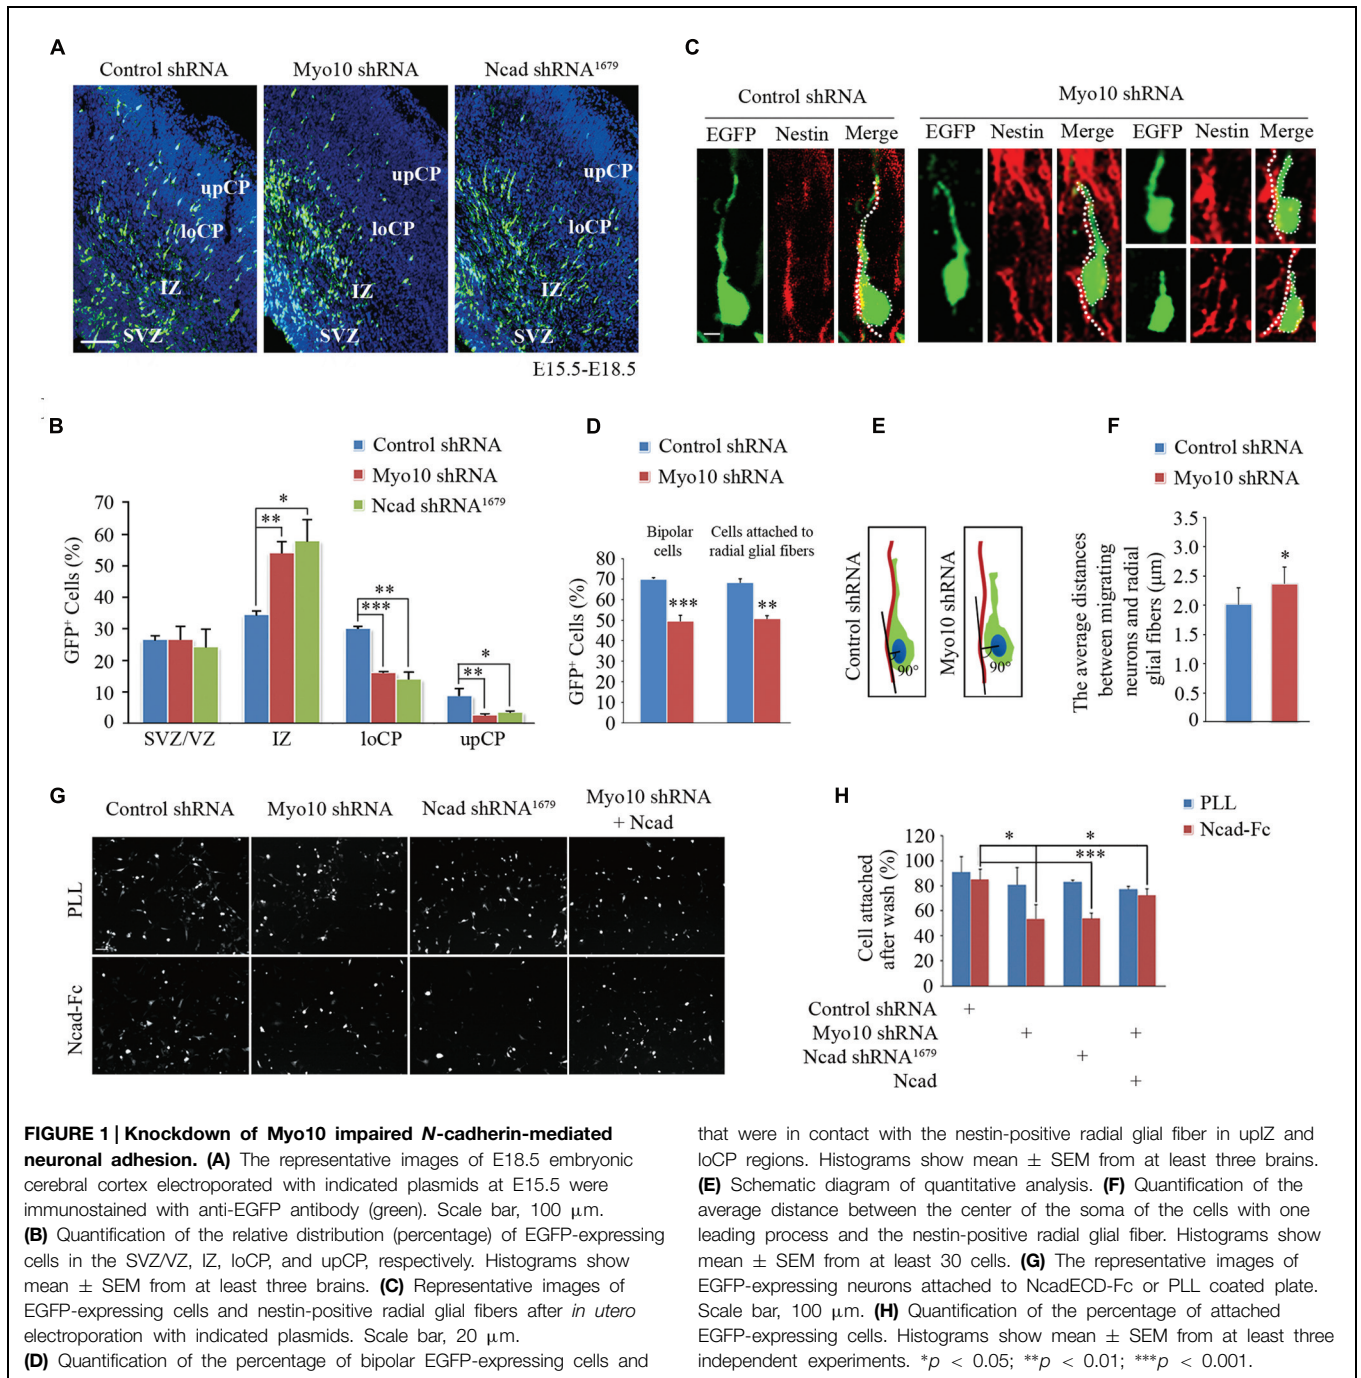 A
Control shRNA
Myo10 shRNA
Ncad shRNA1679
upCP
loCP
IZ
SVZ
upCP
loCP
IZ
SVZ
upCP
loCP
IZ
SVZ
E15.5-E18.5
C
Control shRNA
Myo10 shRNA
EGFP Nestin Merge
EGFP Nestin Merge EGFP Nestin Merge
B
Control shRNA
Myo10 shRNA
Ncad shRNA1679
GFP+ Cells (%)
70
60
50
40
30
20
10
0
*
**
**
***
*
**
SVZ/VZ IZ loCP upCP
D
Control shRNA
Myo10 shRNA
Bipolar cells
Cells attached to radial glial fibers
GFP+ Cells (%)
80
70
60
50
40
30
20
10
0
***
**
E
Control shRNA
90°
Myo10 shRNA
90°
F
Control shRNA
Myo10 shRNA
The average distances
between migrating
neurons and radial
glial fibers (μm)
3.5
2.5
2.0
1.5
1.0
0.5
0
*
G
Control shRNA
Myo10 shRNA
Ncad shRNA1679
Myo10 shRNA
+ Ncad
PLL
Ncad-Fc
H
PLL
Ncad-Fc
Cell attached
after wash (%)
120
100
80
60
40
20
0
* *
***
Control shRNA +
Myo10 shRNA + +
Ncad shRNA1679 +
Ncad +
FIGURE 1 | Knockdown of Myo10 impaired N-cadherin-mediated
neuronal adhesion. (A) The representative images of E18.5 embryonic
cerebral cortex electroporated with indicated plasmids at E15.5 were
immunostained with anti-EGFP antibody (green). Scale bar, 100 μm.
(B) Quantification of the relative distribution (percentage) of EGFP-expressing
cells in the SVZ/VZ, IZ, loCP, and upCP, respectively. Histograms show
mean ± SEM from at least three brains. (C) Representative images of
EGFP-expressing cells and nestin-positive radial glial fibers after in utero
electroporation with indicated plasmids. Scale bar, 20 μm.
(D) Quantification of the percentage of bipolar EGFP-expressing cells and
that were in contact with the nestin-positive radial glial fiber in upIZ and
loCP regions. Histograms show mean ± SEM from at least three brains.
(E) Schematic diagram of quantitative analysis. (F) Quantification of the
average distance between the center of the soma of the cells with one
leading process and the nestin-positive radial glial fiber. Histograms show
mean ± SEM from at least 30 cells. (G) The representative images of
EGFP-expressing neurons attached to NcadECD-Fc or PLL coated plate.
Scale bar, 100 μm. (H) Quantification of the percentage of attached
EGFP-expressing cells. Histograms show mean ± SEM from at least three
independent experiments. *p < 0.05; **p < 0.01; ***p < 0.001.